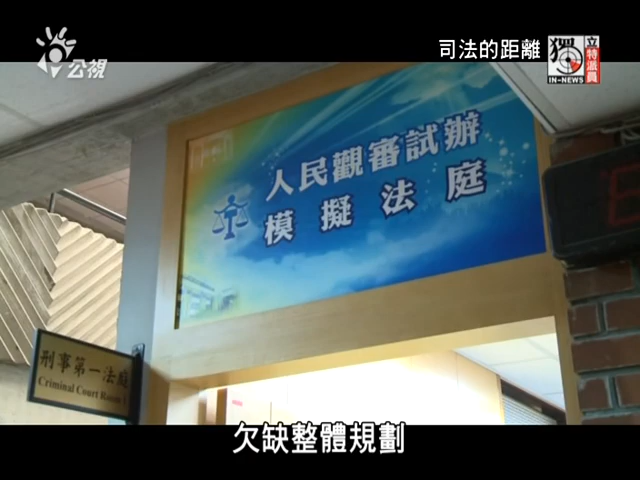 司法的距離
獨
立特派員
IN-NEWS
公視
人民觀審試辦
模擬法庭
刑事第一法庭
Criminal Court Room
欠缺整體規劃